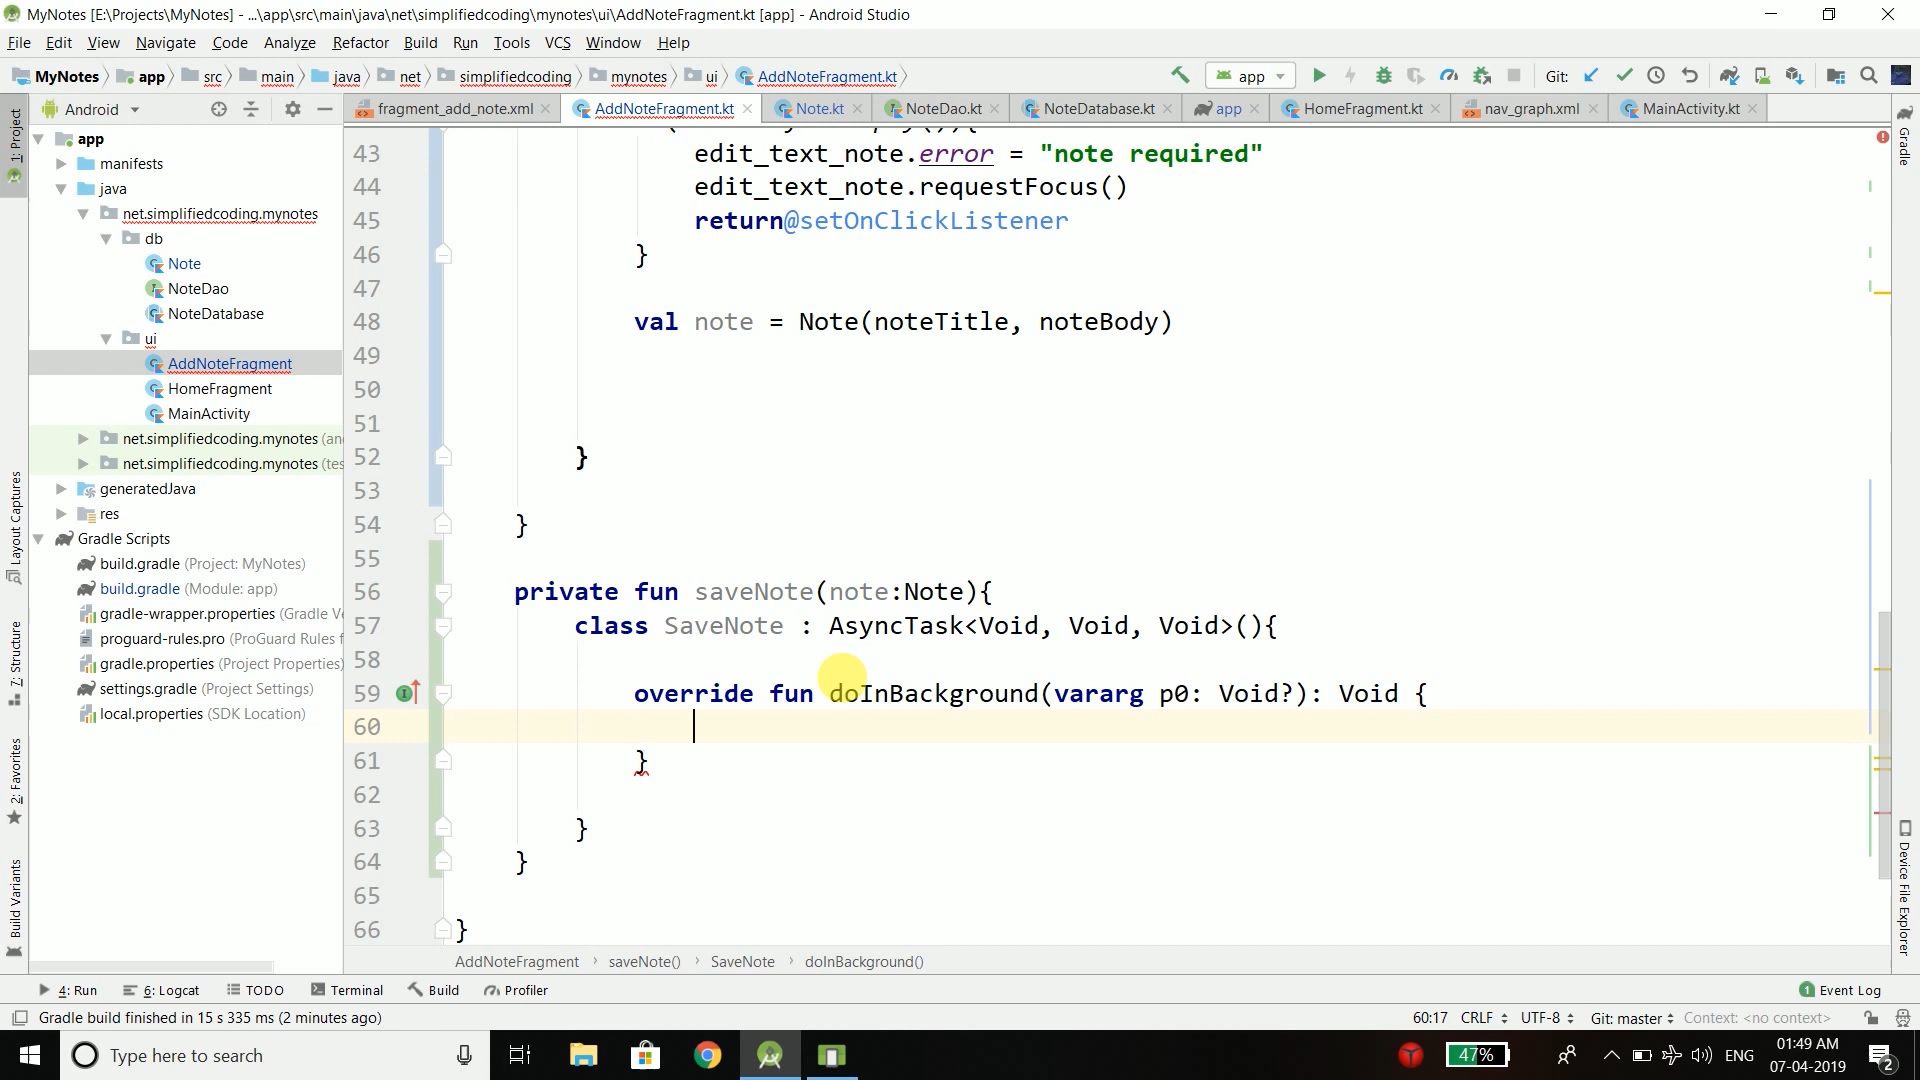 MyNotes [E:\Projects\MyNotes] - ...\app\src\main\java\net\simplifiedcoding\mynotes\ui\AddNoteFragment.kt [app] - Android Studio
File Edit View Navigate Code Analyze Refactor Build Run Tools VCS Window Help
MyNotes app src main java net simplifiedcoding mynotes ui AddNoteFragment.kt app Git:
Android fragment_add_note.xml AddNoteFragment.kt Note.kt NoteDao.kt NoteDatabase.kt app HomeFragment.kt nav_graph.xml MainActivity.kt
1: Project
Layout Captures
7: Structure
2: Favorites
Build Variants
app
manifests
java
net.simplifiedcoding.mynotes
db
Note
NoteDao
NoteDatabase
ui
AddNoteFragment
HomeFragment
MainActivity
net.simplifiedcoding.mynotes (an
net.simplifiedcoding.mynotes (tes
generatedJava
res
Gradle Scripts
build.gradle (Project: MyNotes)
build.gradle (Module: app)
gradle-wrapper.properties (Gradle Ve
proguard-rules.pro (ProGuard Rules f
gradle.properties (Project Properties)
settings.gradle (Project Settings)
local.properties (SDK Location)
43 edit_text_note.error = "note required"
44 edit_text_note.requestFocus()
45 return@setOnClickListener
46 }
47
48 val note = Note(noteTitle, noteBody)
49
50
51
52 }
53
54 }
55
56 private fun saveNote(note:Note){
57 class SaveNote : AsyncTask<Void, Void, Void>(){
58
59 override fun doInBackground(vararg p0: Void?): Void {
60
61 }
62
63 }
64 }
65
66 }
Gradle
Device File Explorer
AddNoteFragment › saveNote() › SaveNote › doInBackground()
4: Run 6: Logcat TODO Terminal Build Profiler 1 Event Log
Gradle build finished in 15 s 335 ms (2 minutes ago) 60:17 CRLF UTF-8 Git: master Context: <no context>
Type here to search 47% ENG 01:49 AM
07-04-2019 2